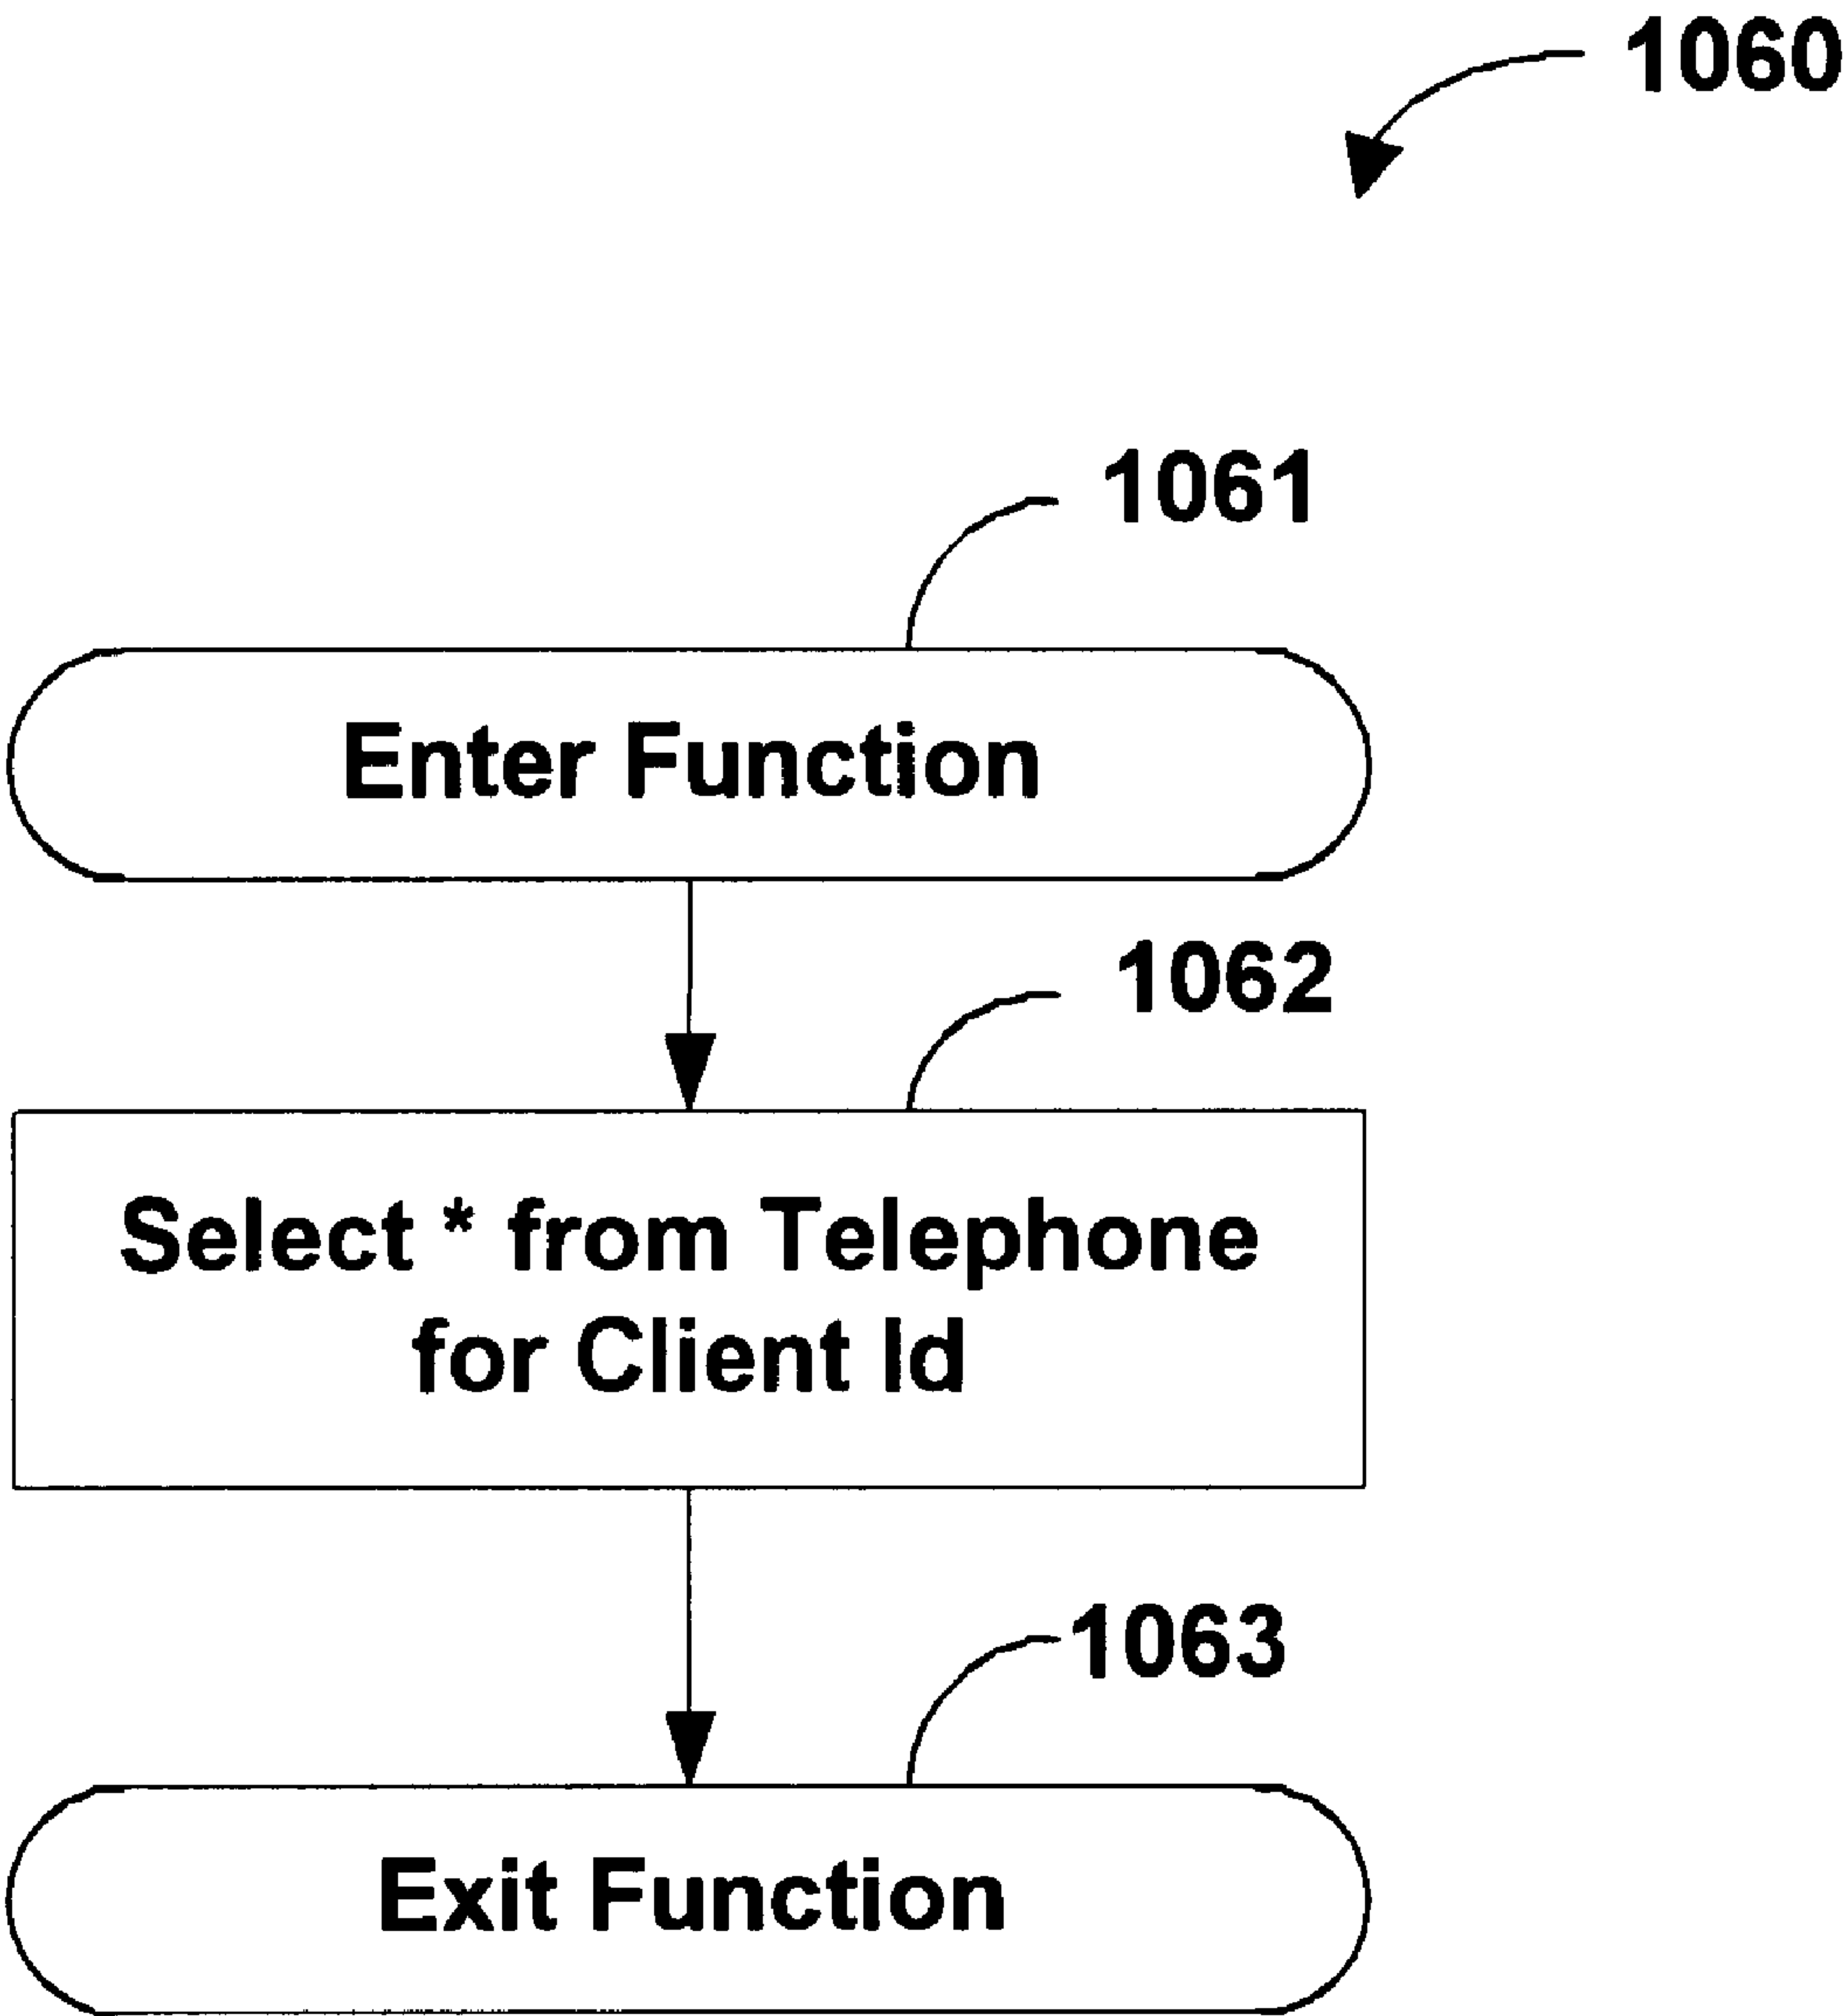 1060
1061
Enter Function
1062
Select * from Telephone
for Client Id
1063
Exit Function